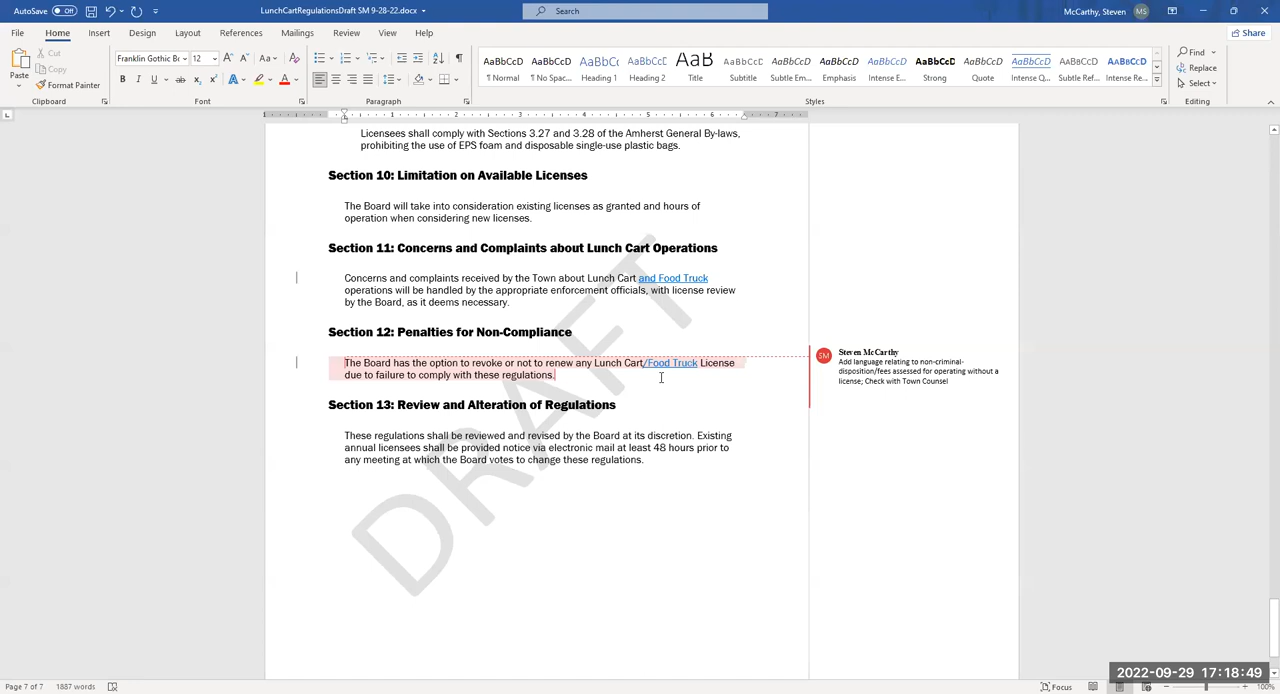 AutoSave Off LunchCartRegulationsDraft SM 9-28-22.docx Search McCarthy, Steven MS
File Home Insert Design Layout References Mailings Review View Help Share
Paste Cut Copy Format Painter Clipboard
Franklin Gothic B 12 Font
Paragraph
AaBbCcD AaBbCcD AaBbCc AaBbCcD AaB AaBbCcD AaBbCcD AaBbCcD AaBbCcD AaBbCcD AaBbCcD AaBbCcD AaBbCcD AaBbCcD
¶ Normal ¶ No Spac... Heading 1 Heading 2 Title Subtitle Subtle Em... Emphasis Intense E... Strong Quote Intense Q... Subtle Ref... Intense Re...
Styles
Find Replace Select Editing
Licensees shall comply with Sections 3.27 and 3.28 of the Amherst General By-laws,
prohibiting the use of EPS foam and disposable single-use plastic bags.
Section 10: Limitation on Available Licenses
The Board will take into consideration existing licenses as granted and hours of
operation when considering new licenses.
Section 11: Concerns and Complaints about Lunch Cart Operations
Concerns and complaints received by the Town about Lunch Cart and Food Truck
operations will be handled by the appropriate enforcement officials, with license review
by the Board, as it deems necessary.
Section 12: Penalties for Non-Compliance
The Board has the option to revoke or not to renew any Lunch Cart/Food Truck License
due to failure to comply with these regulations.
SM Steven McCarthy
Add language relating to non-criminal-
disposition/fees assessed for operating without a
license; Check with Town Counsel
Section 13: Review and Alteration of Regulations
These regulations shall be reviewed and revised by the Board at its discretion. Existing
annual licensees shall be provided notice via electronic mail at least 48 hours prior to
any meeting at which the Board votes to change these regulations.
DRAFT
2022-09-29 17:18:49
Page 7 of 7 1887 words Focus 100%